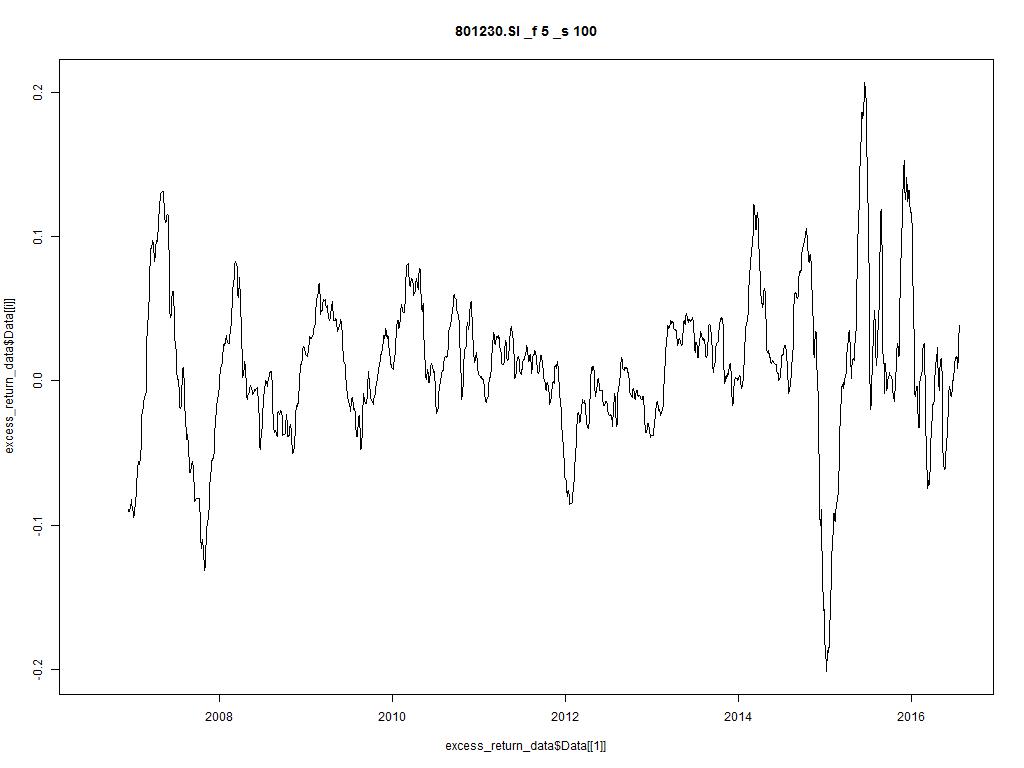 801230.SI _f 5 _s 100
excess_return_data$Data[[i]]
0.2
0.1
0.0
-0.1
-0.2
2008 2010 2012 2014 2016
excess_return_data$Data[[1]]